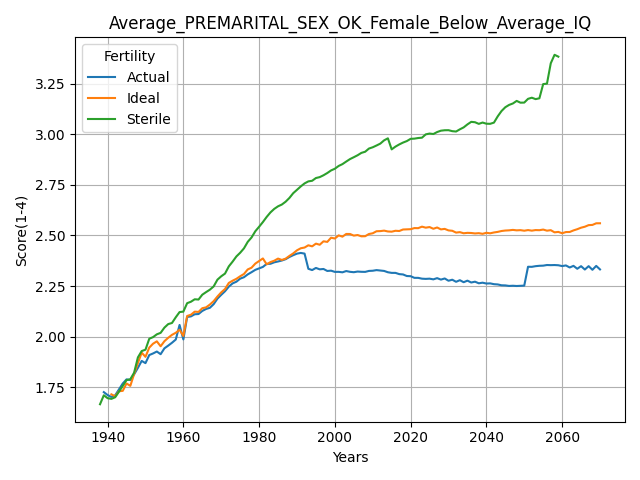 Average_PREMARITAL_SEX_OK_Female_Below_Average_IQ
Fertility
Actual
Ideal
Sterile
Score(1-4)
3.25
3.00
2.75
2.50
2.25
2.00
1.75
1940 1960 1980 2000 2020 2040 2060
Years